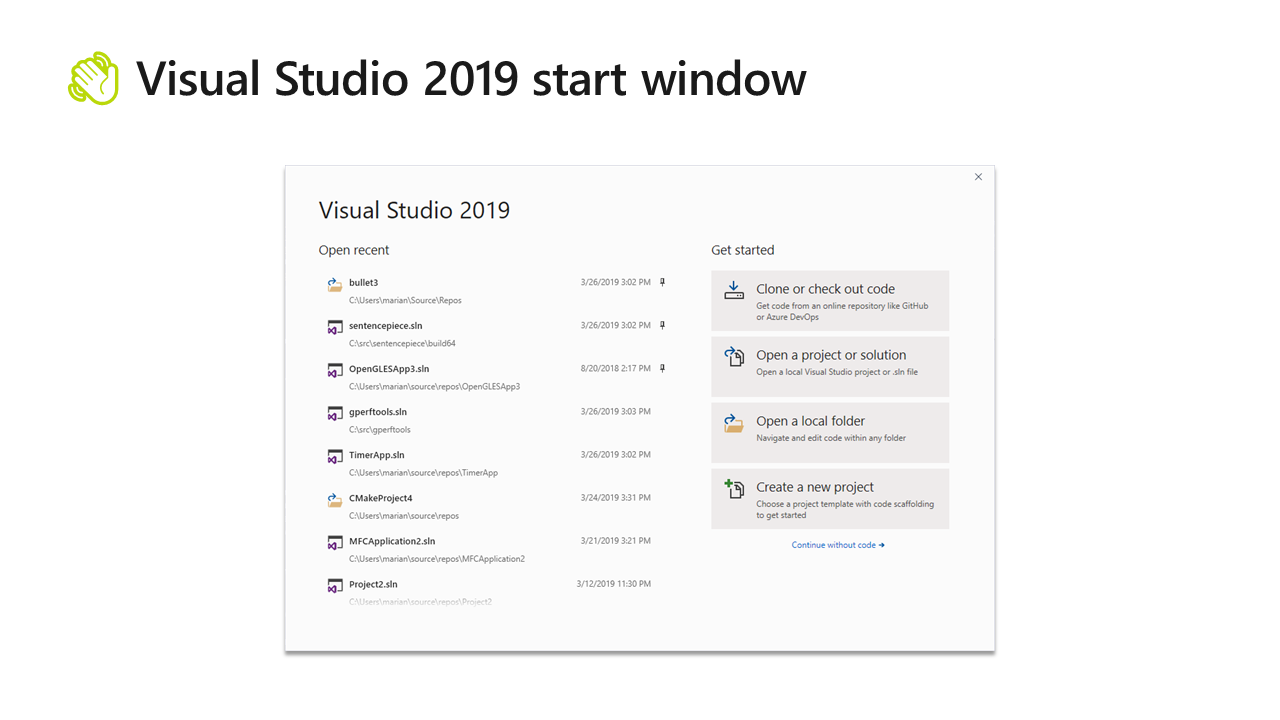 Visual Studio 2019 start window
Visual Studio 2019
Open recent
bullet3 3/26/2019 3:02 PM
C:\Users\marian\Source\Repos
sentencepiece.sln 3/26/2019 3:02 PM
C:\src\sentencepiece\build64
OpenGLESApp3.sln 8/20/2018 2:17 PM
C:\Users\marian\source\repos\OpenGLESApp3
gperftools.sln 3/26/2019 3:03 PM
C:\src\gperftools
TimerApp.sln 3/26/2019 3:02 PM
C:\Users\marian\source\repos\TimerApp
CMakeProject4 3/24/2019 3:31 PM
C:\Users\marian\source\repos
MFCApplication2.sln 3/21/2019 3:21 PM
C:\Users\marian\source\repos\MFCApplication2
Project2.sln 3/12/2019 11:30 PM
C:\Users\marian\source\repos\Project2
Get started
Clone or check out code
Get code from an online repository like GitHub
or Azure DevOps
Open a project or solution
Open a local Visual Studio project or .sln file
Open a local folder
Navigate and edit code within any folder
Create a new project
Choose a project template with code scaffolding
to get started
Continue without code →